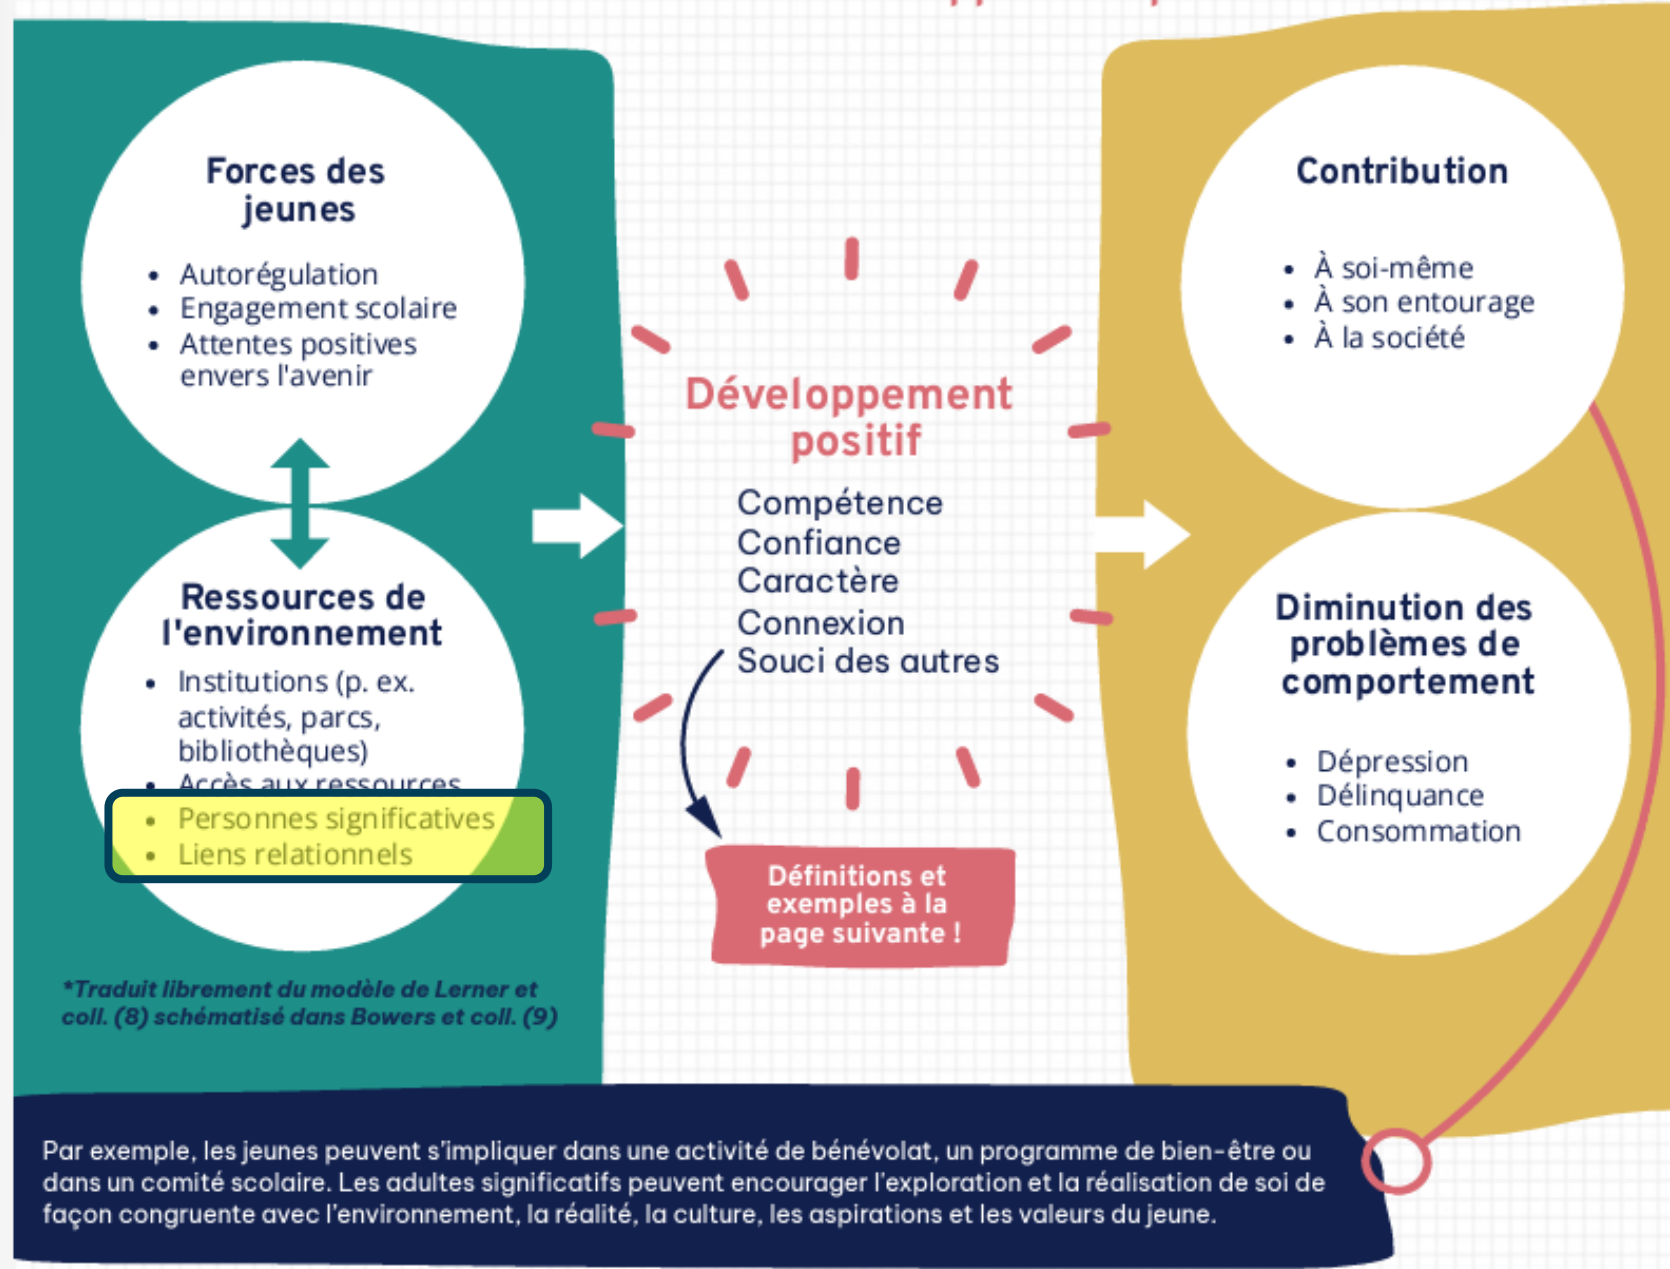 Forces des
jeunes
• Autorégulation
• Engagement scolaire
• Attentes positives
envers l'avenir
Ressources de
l'environnement
• Institutions (p. ex.
activités, parcs,
bibliothèques)
• Accès aux ressources
• Personnes significatives
• Liens relationnels
*Traduit librement du modèle de Lerner et
coll. (8) schématisé dans Bowers et coll. (9)
Développement
positif
Compétence
Confiance
Caractère
Connexion
Souci des autres
Définitions et
exemples à la
page suivante !
Contribution
• À soi-même
• À son entourage
• À la société
Diminution des
problèmes de
comportement
• Dépression
• Délinquance
• Consommation
Par exemple, les jeunes peuvent s'impliquer dans une activité de bénévolat, un programme de bien-être ou
dans un comité scolaire. Les adultes significatifs peuvent encourager l'exploration et la réalisation de soi de
façon congruente avec l'environnement, la réalité, la culture, les aspirations et les valeurs du jeune.